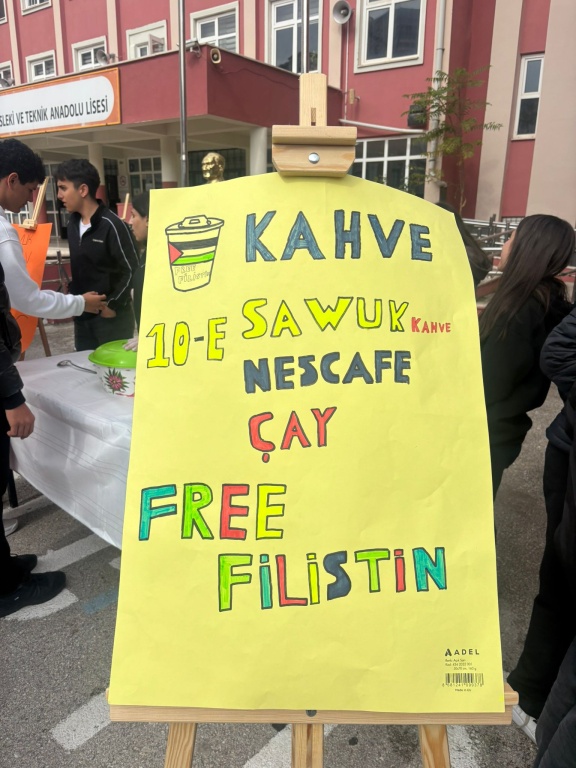 SLEKİ VE TEKNİK ANADOLU LİSESİ
KAHVE
10-E SAWUK KAHVE
NESCAFE
ÇAY
FREE
FİLİSTİN
ADEL